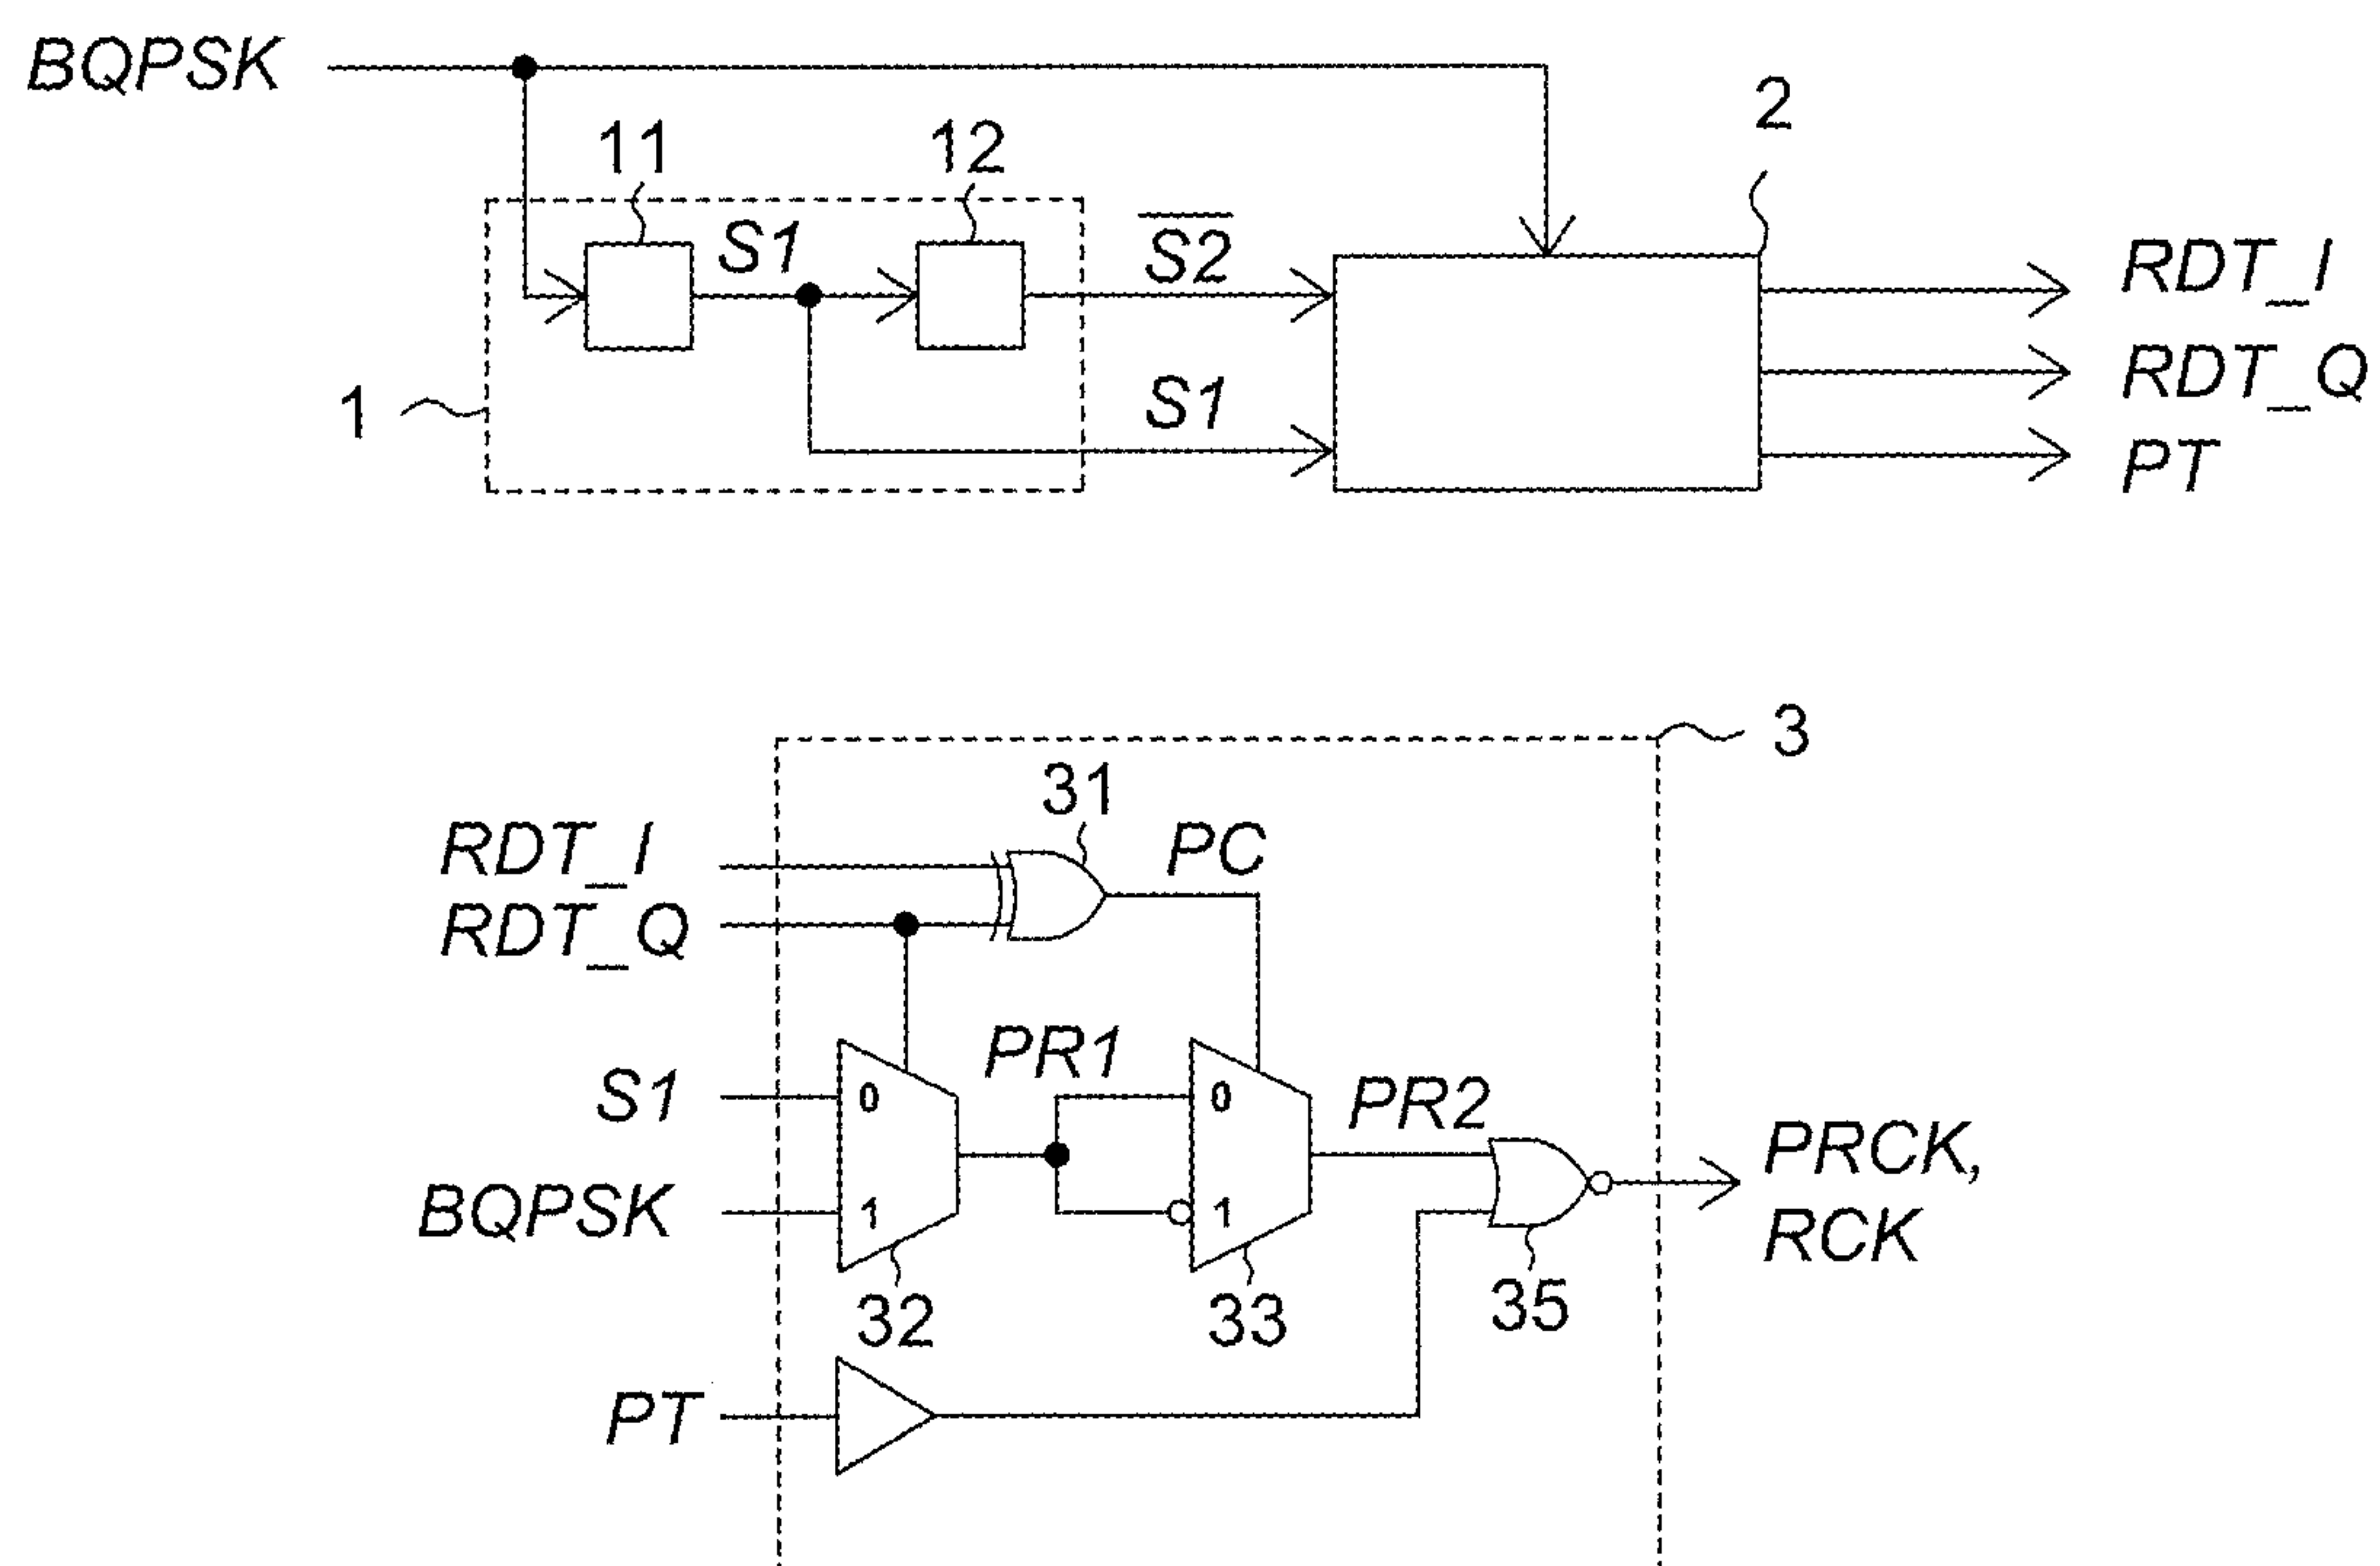 BQPSK
2
11
12
S1
S̅2̅
RDT_I
RDT_Q
PT
1
S1
3
31
RDT_I
PC
RDT_Q
PR1
S1
0
0
PR2
PRCK,
RCK
BQPSK
1
1
32
33
35
PT